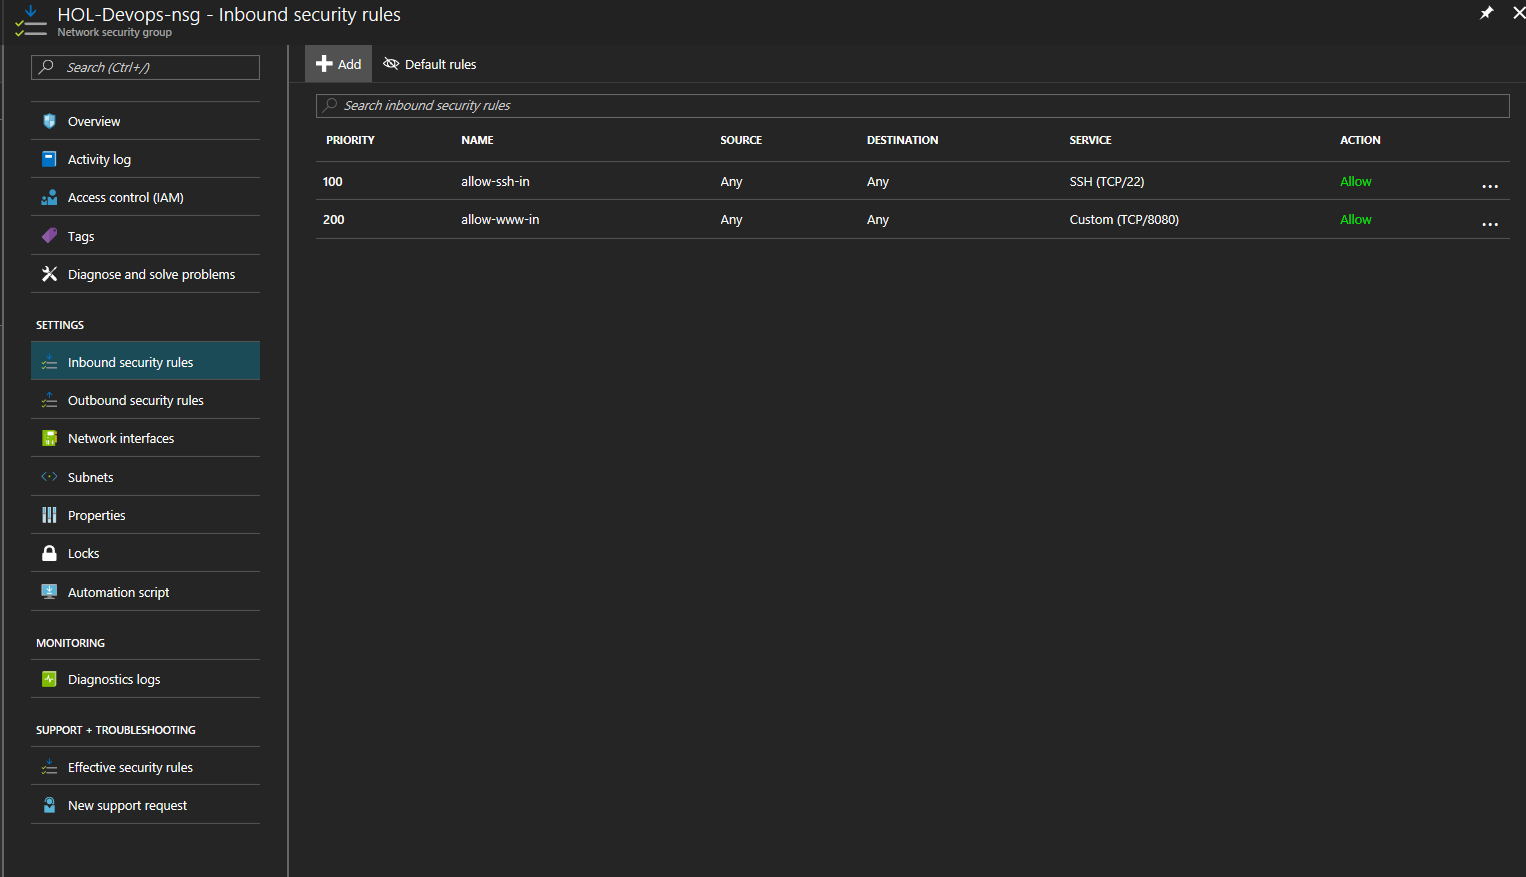 HOL-Devops-nsg - Inbound security rules
Network security group
Search (Ctrl+/)
Overview
Activity log
Access control (IAM)
Tags
Diagnose and solve problems
SETTINGS
Inbound security rules
Outbound security rules
Network interfaces
Subnets
Properties
Locks
Automation script
MONITORING
Diagnostics logs
SUPPORT + TROUBLESHOOTING
Effective security rules
New support request
Add Default rules
Search inbound security rules
PRIORITY NAME SOURCE DESTINATION SERVICE ACTION
100 allow-ssh-in Any Any SSH (TCP/22) Allow ...
200 allow-www-in Any Any Custom (TCP/8080) Allow ...